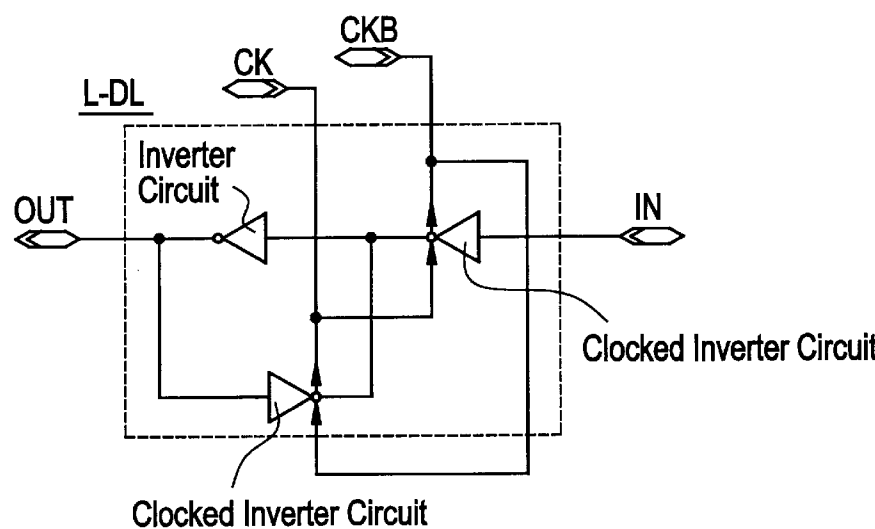 CKB
CK
L-DL
Inverter
Circuit
OUT
IN
Clocked Inverter Circuit
Clocked Inverter Circuit